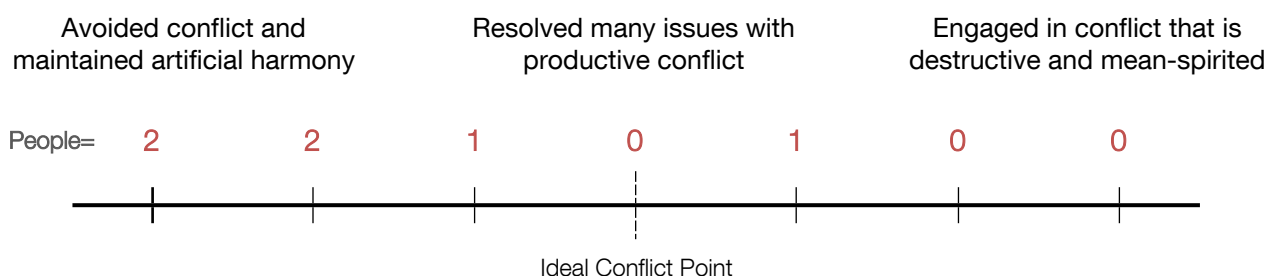 Avoided conflict and
maintained artificial harmony
Resolved many issues with
productive conflict
Engaged in conflict that is
destructive and mean-spirited
People= 2 2 1 0 1 0 0
Ideal Conflict Point